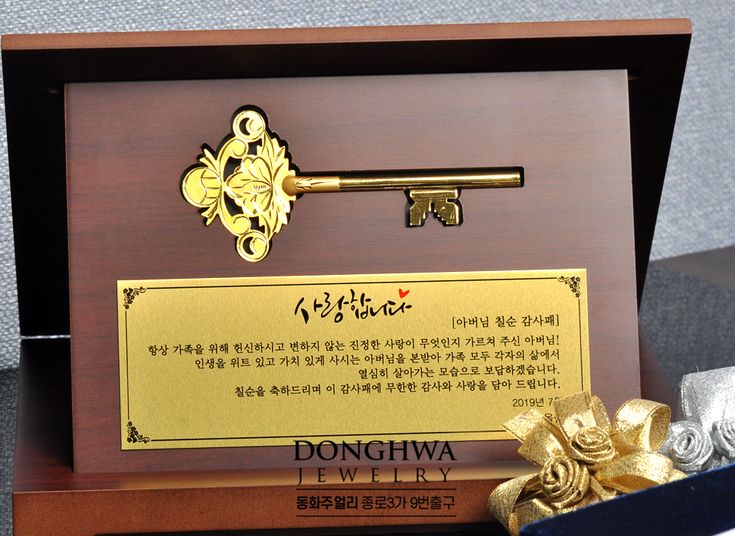 사랑합니다
[아버님 칠순 감사패]
항상 가족을 위해 헌신하시고 변하지 않는 진정한 사랑이 무엇인지 가르쳐 주신 아버님!
인생을 위트 있고 가치 있게 사시는 아버님을 본받아 가족 모두 각자의 삶에서
열심히 살아가는 모습으로 보답하겠습니다.
칠순을 축하드리며 이 감사패에 무한한 감사와 사랑을 담아 드립니다.
2019년
DONGHWA
JEWELRY
동화주얼리 종로3가 9번출구